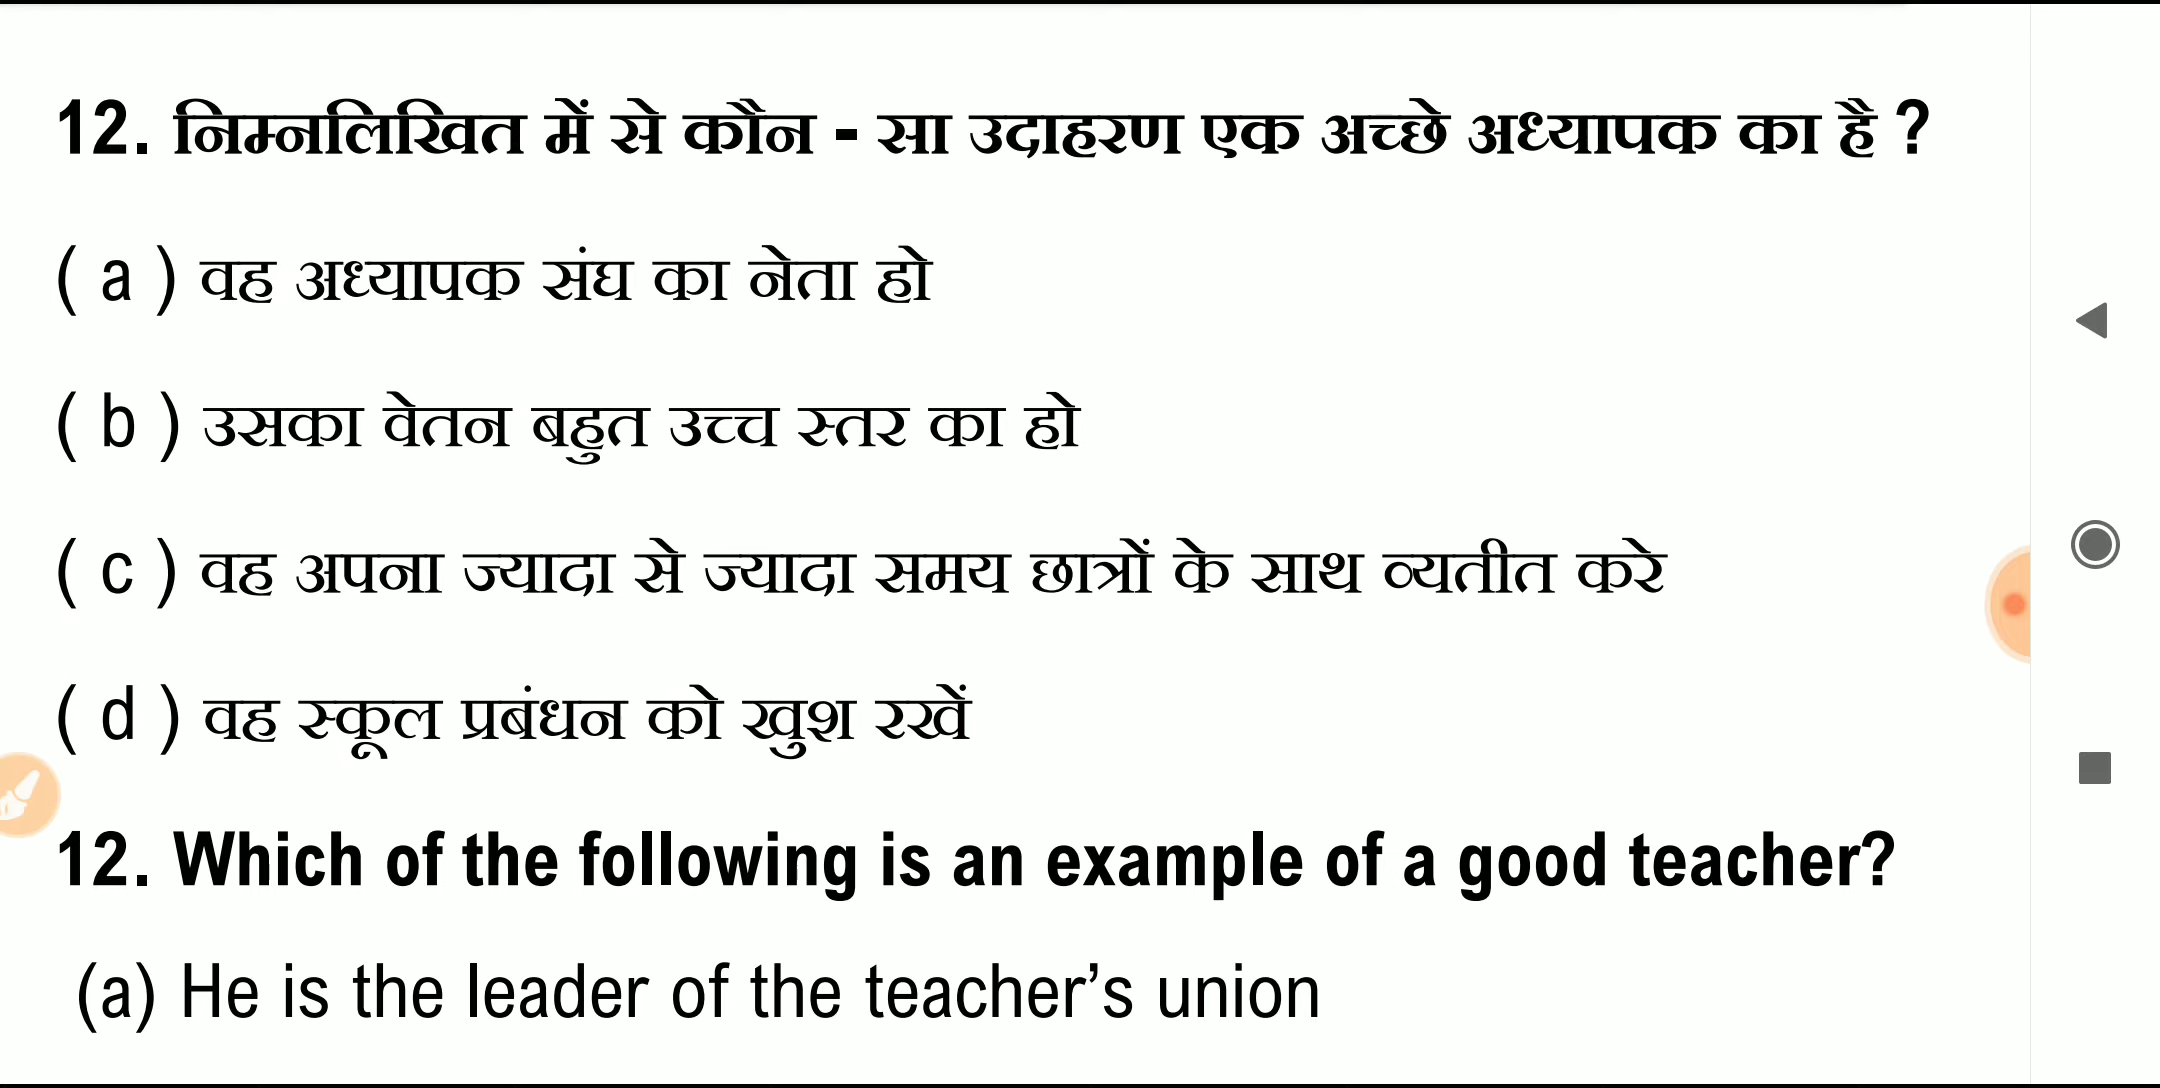 12. निम्नलिखित में से कौन - सा उदाहरण एक अच्छे अध्यापक का है ?
( a ) वह अध्यापक संघ का नेता हो
( b ) उसका वेतन बहुत उच्च स्तर का हो
( c ) वह अपना ज्यादा से ज्यादा समय छात्रों के साथ व्यतीत करे
( d ) वह स्कूल प्रबंधन को खुश रखें
12. Which of the following is an example of a good teacher?
(a) He is the leader of the teacher’s union